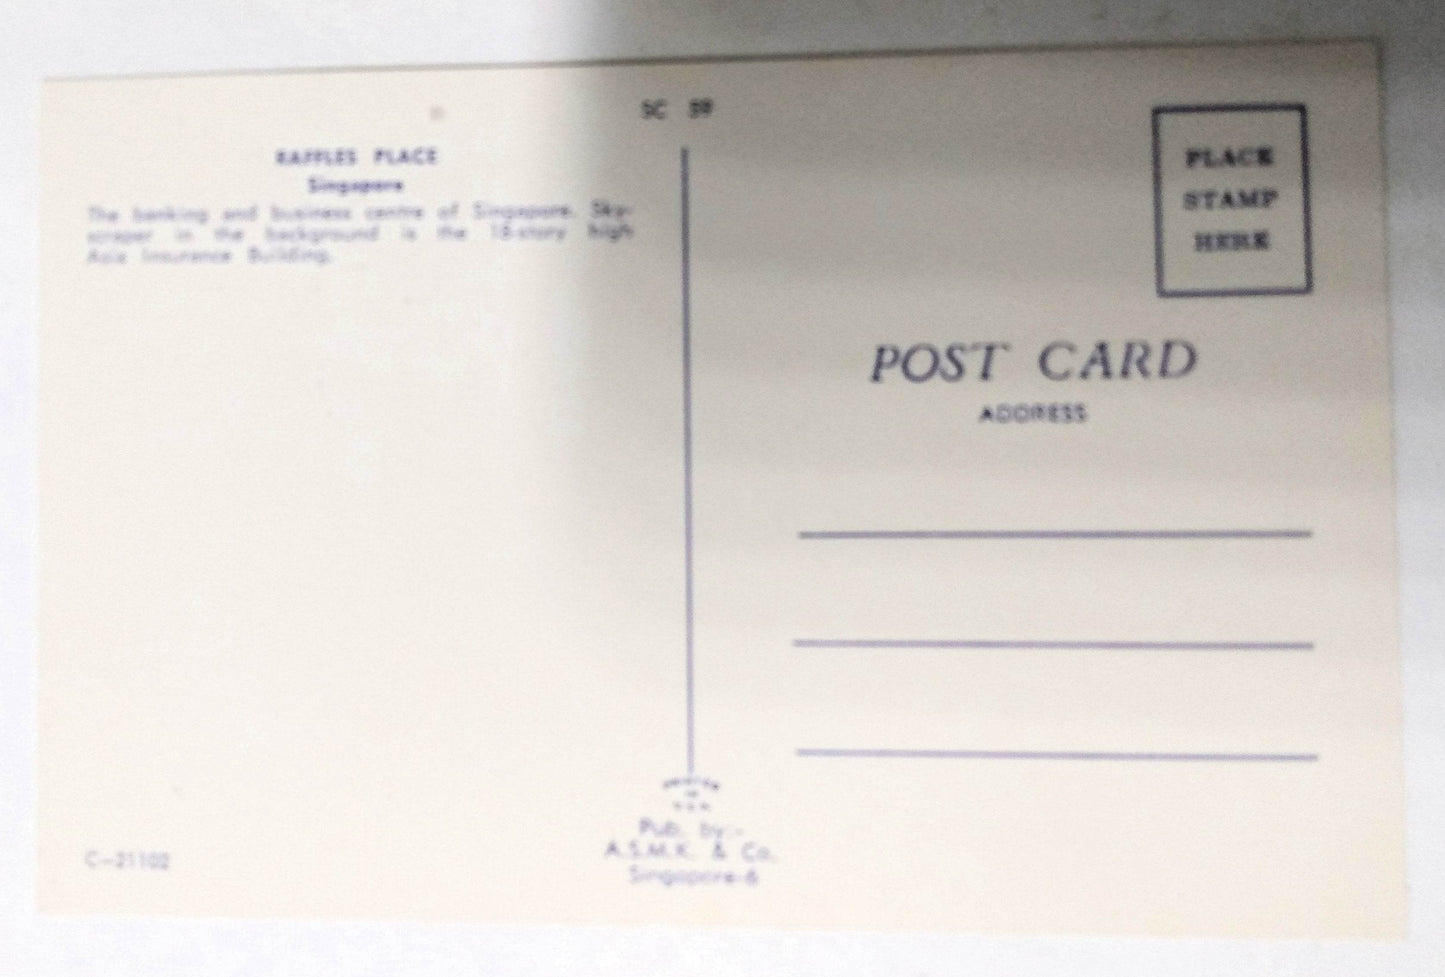 SC 59
RAFFLES PLACE
Singapore
The banking and business centre of Singapore. Sky-
scraper in the background is the 18-story high
Asia Insurance Building.
PLACE
STAMP
HERE
POST CARD
ADDRESS
Pub. by:-
A.S.M.K. & Co.
Singapore-6
C-21102